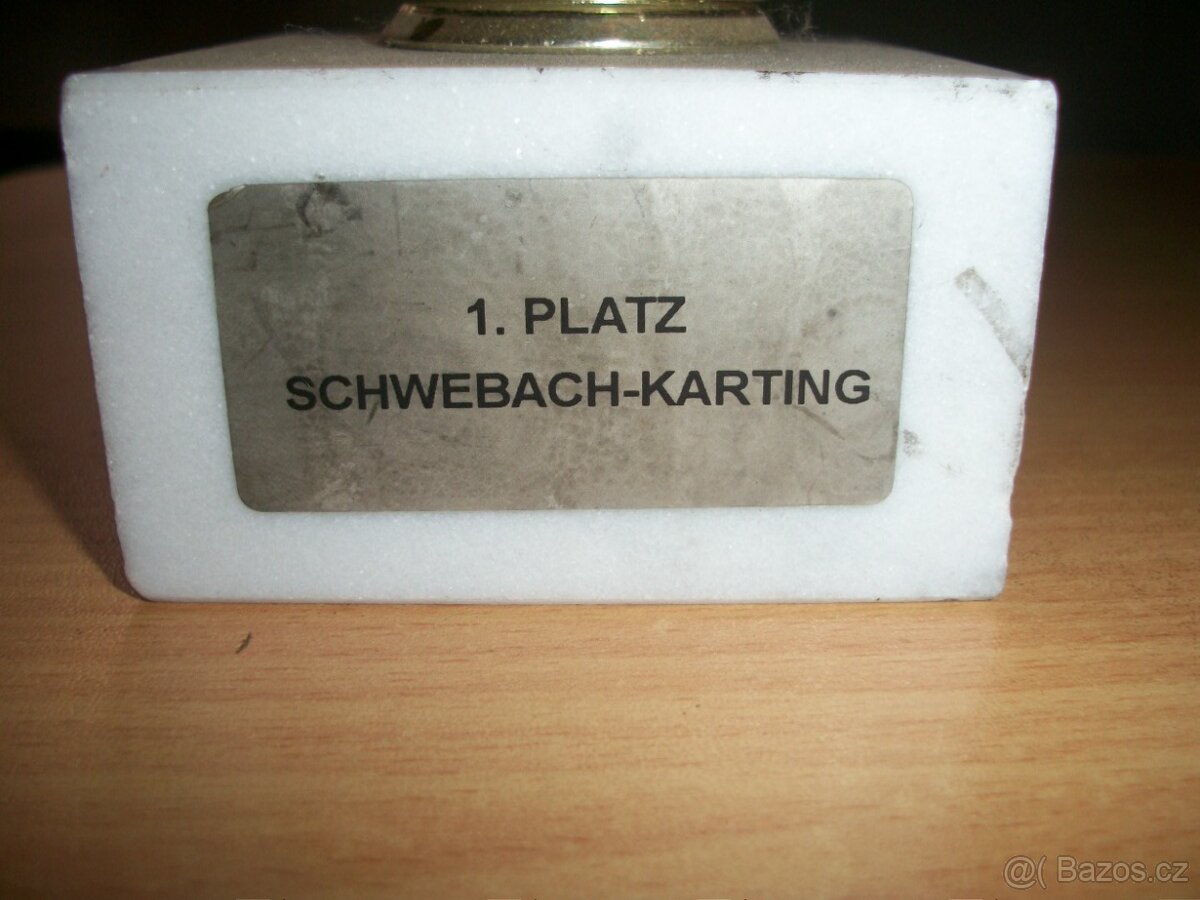 1. PLATZ
SCHWEBACH-KARTING
@( Bazos.cz